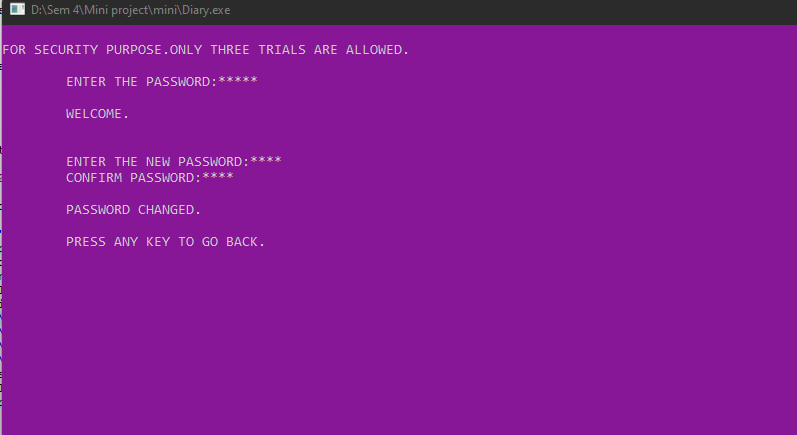 D:\Sem 4\Mini project\mini\Diary.exe
FOR SECURITY PURPOSE.ONLY THREE TRIALS ARE ALLOWED.
ENTER THE PASSWORD:*****
WELCOME.
ENTER THE NEW PASSWORD:****
CONFIRM PASSWORD:****
PASSWORD CHANGED.
PRESS ANY KEY TO GO BACK.